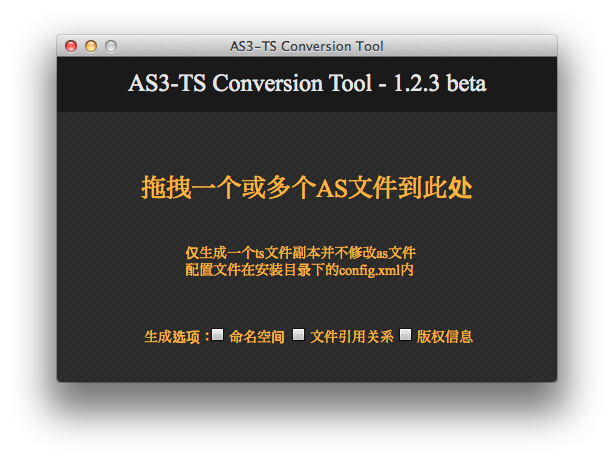 AS3-TS Conversion Tool
AS3-TS Conversion Tool - 1.2.3 beta
拖拽一个或多个AS文件到此处
仅生成一个ts文件副本并不修改as文件
配置文件在安装目录下的config.xml内
生成选项： 命名空间 文件引用关系 版权信息